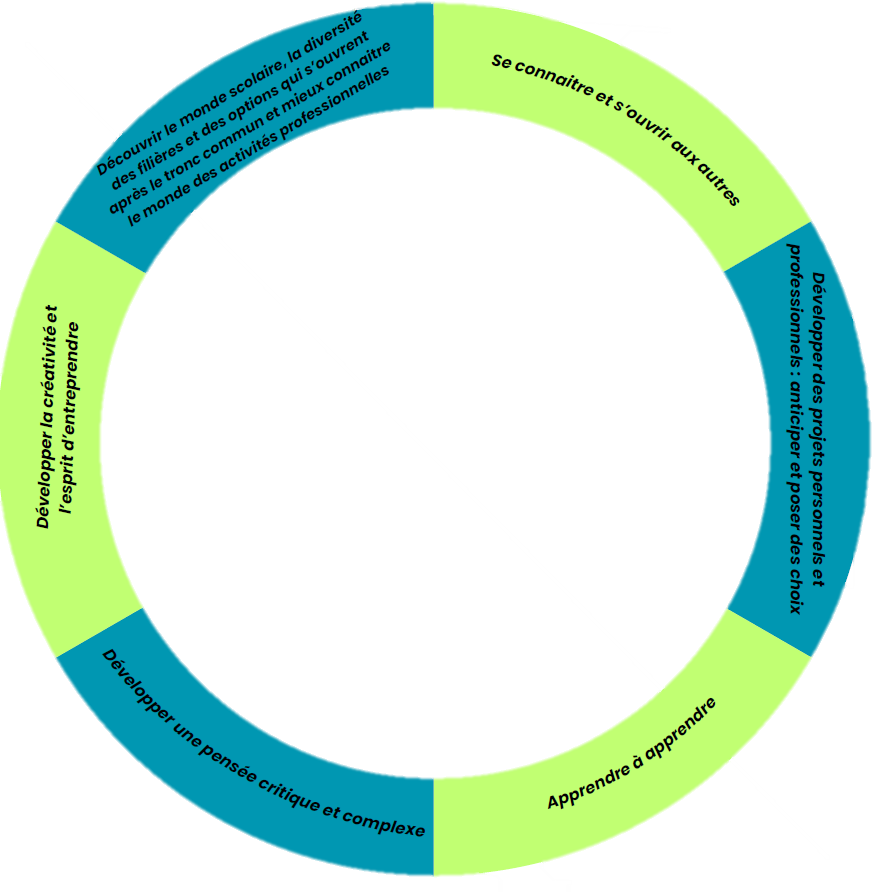 Découvrir le monde scolaire, la diversité
des filières et des options qui s'ouvrent
après le tronc commun et mieux connaitre
le monde des activités professionnelles
Se connaitre et s'ouvrir aux autres
Développer des projets personnels et
professionnels : anticiper et poser des choix
Apprendre à apprendre
Développer une pensée critique et complexe
Développer la créativité et
l'esprit d'entreprendre